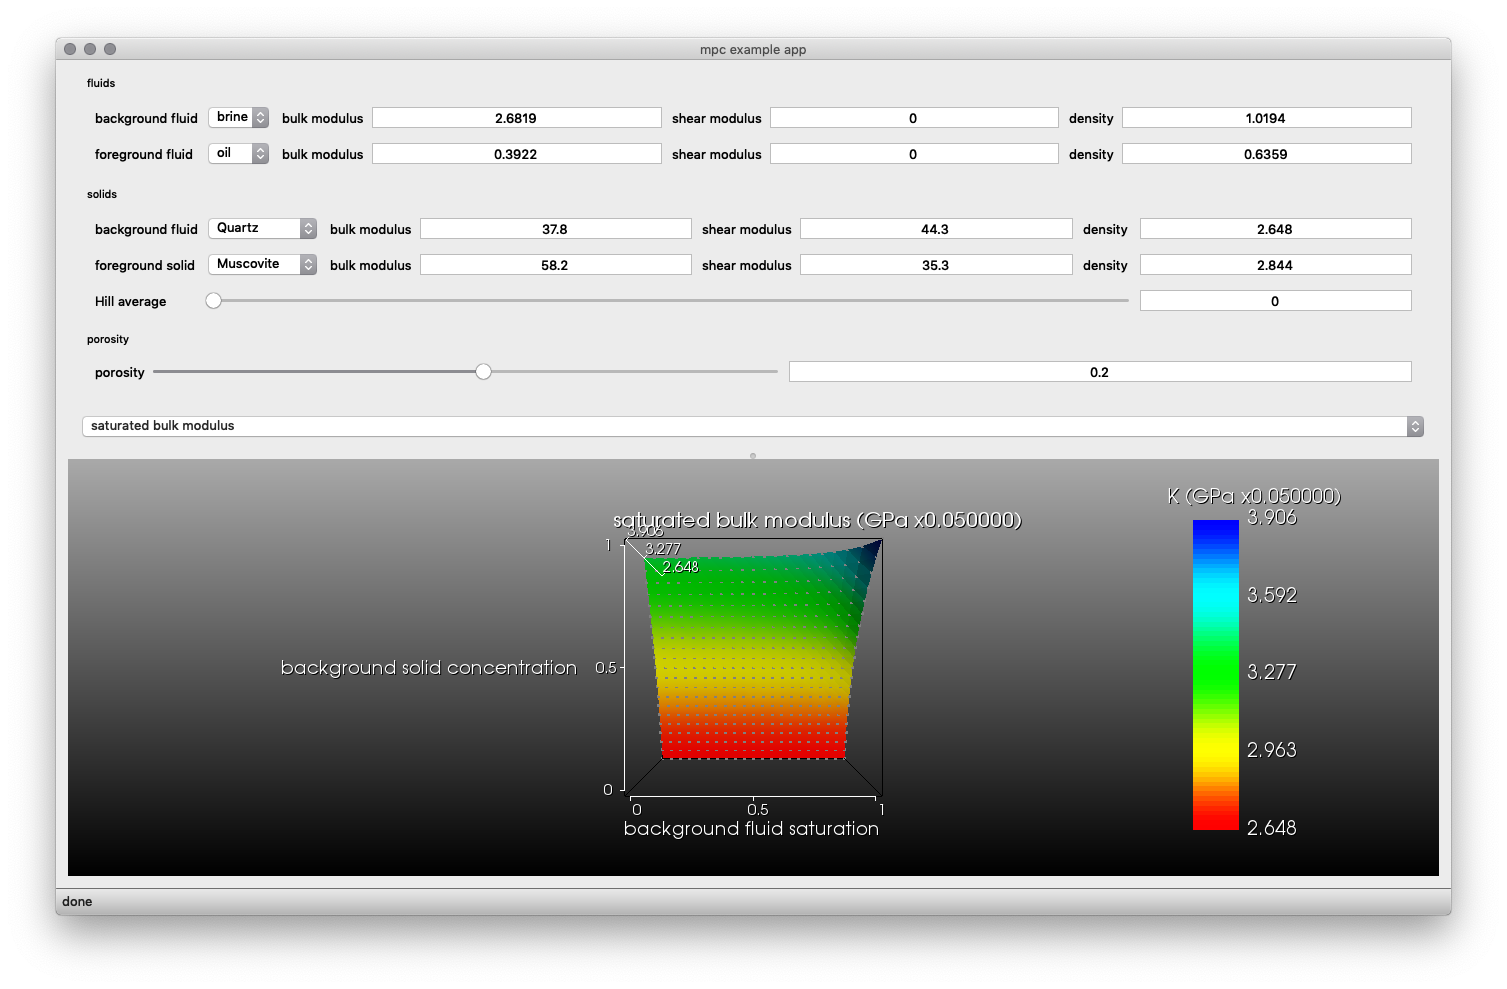 mpc example app
fluids
background fluid brine bulk modulus 2.6819 shear modulus 0 density 1.0194
foreground fluid oil bulk modulus 0.3922 shear modulus 0 density 0.6359
solids
background fluid Quartz bulk modulus 37.8 shear modulus 44.3 density 2.648
foreground solid Muscovite bulk modulus 58.2 shear modulus 35.3 density 2.844
Hill average 0
porosity
porosity 0.2
saturated bulk modulus
K (GPa x0.050000)
saturated bulk modulus (GPa x0.050000)
3.906
3.277
2.648
1
background solid concentration 0.5
0
0 0.5 1
background fluid saturation
3.906
3.592
3.277
2.963
2.648
done